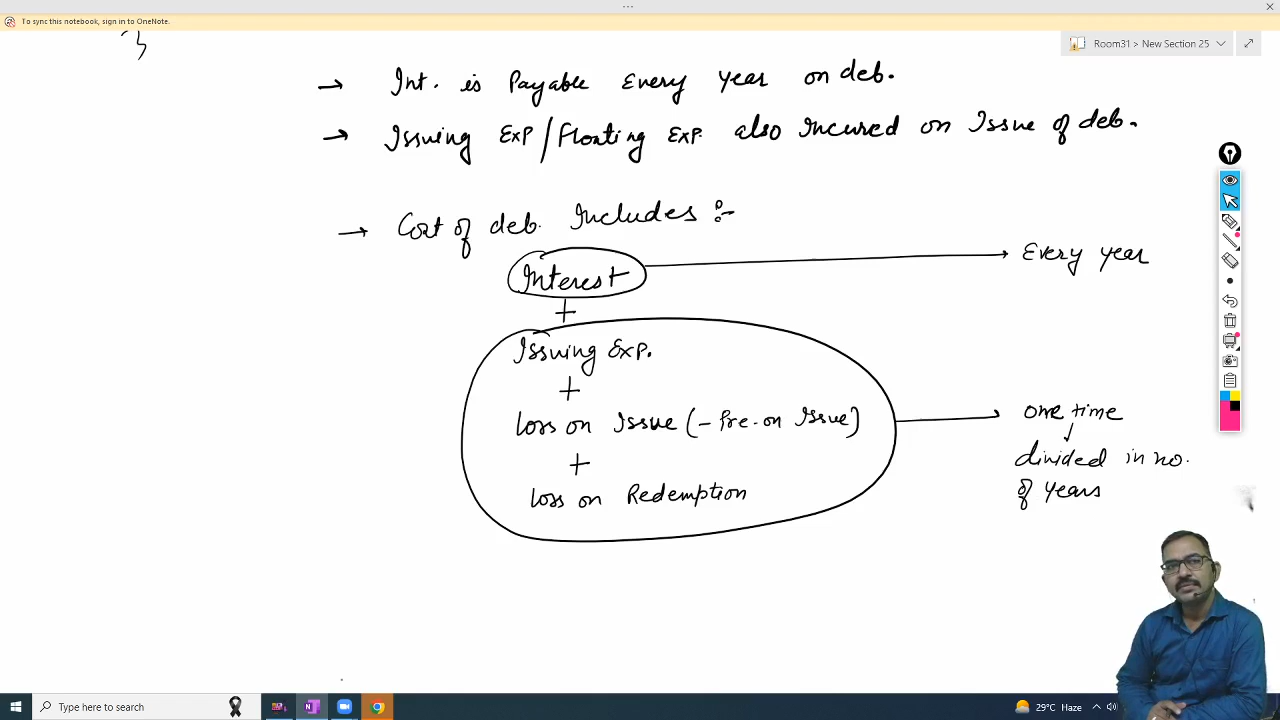 To sync this notebook, sign in to OneNote.
Room31 > New Section 25
→ Int. is Payable Every year on deb.
→ Issuing Exp/Floating Exp. also Incured on Issue of deb.
→ Cost of deb. Includes :-
Interest → Every year
+
Issuing Exp.
+
Loss on Issue (- Pre. on Issue) → one time
divided in no.
of years
+
Loss on Redemption
Type here to search
29°C Haze